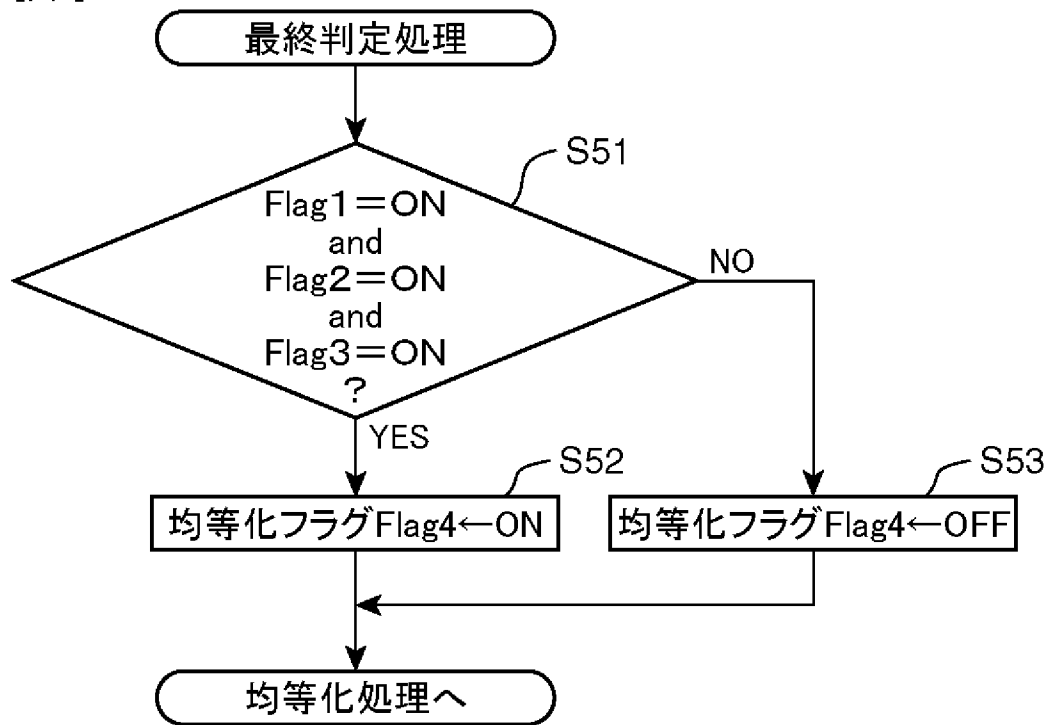 最終判定処理
S51
Flag1=ON
and
Flag2=ON
and
Flag3=ON
?
NO
YES
S52
S53
均等化フラグFlag4←ON
均等化フラグFlag4←OFF
均等化処理へ